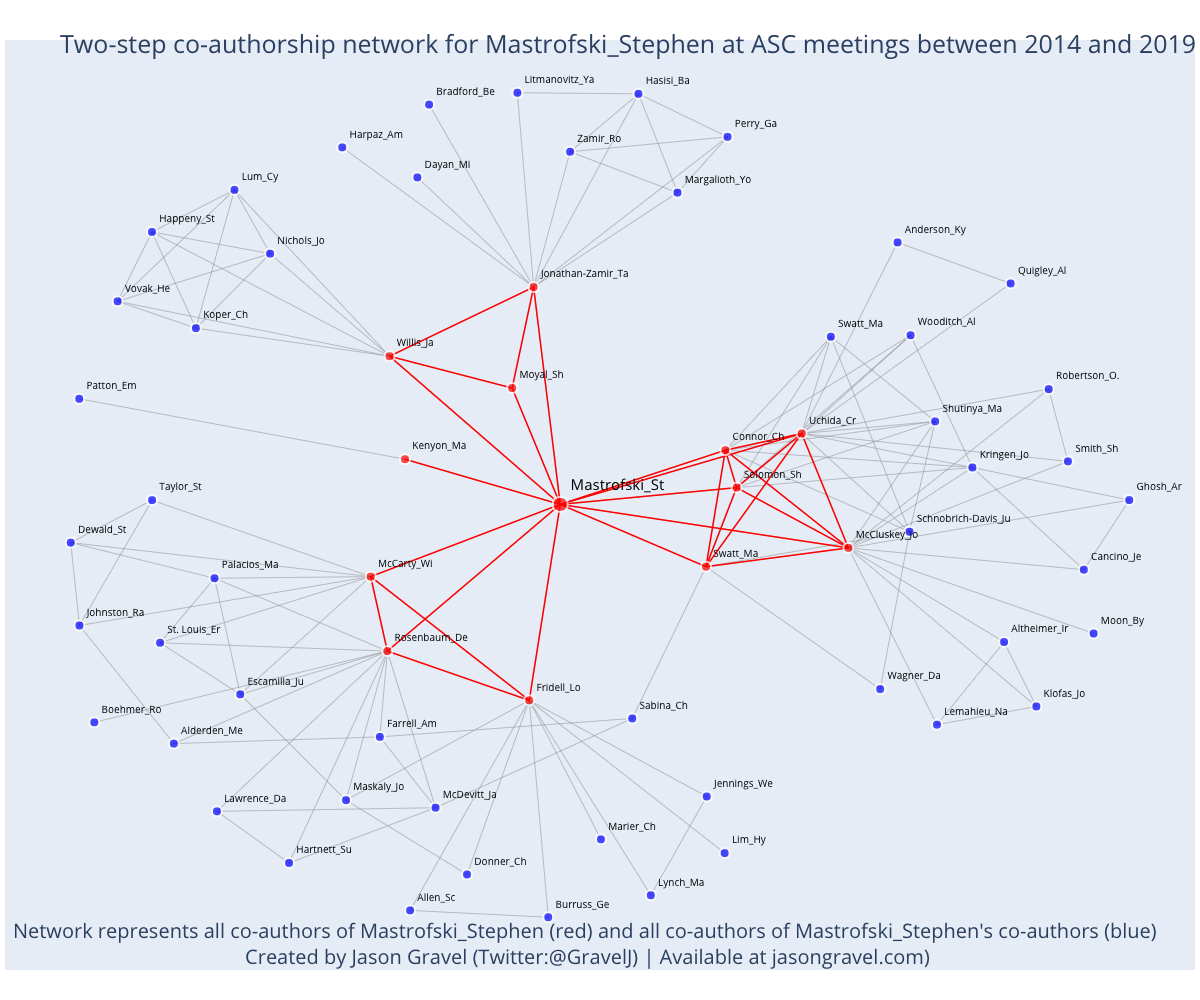 Two-step co-authorship network for Mastrofski_Stephen at ASC meetings between 2014 and 2019
Litmanovitz_Ya
Hasisi_Ba
Bradford_Be
Perry_Ga
Harpaz_Am
Zamir_Ro
Dayan_Mi
Margalioth_Yo
Lum_Cy
Happeny_St
Nichols_Jo
Anderson_Ky
Jonathan-Zamir_Ta
Quigley_Al
Vovak_He
Koper_Ch
Swatt_Ma
Wooditch_Al
Willis_Ja
Moyal_Sh
Robertson_O.
Patton_Em
Shutinya_Ma
Uchida_Cr
Connor_Ch
Kenyon_Ma
Smith_Sh
Kringen_Jo
Solomon_Sh
Mastrofski_St
Ghosh_Ar
Taylor_St
Schnobrich-Davis_Ju
Dewald_St
McCluskey_Jo
Swatt_Ma
Cancino_Je
McCarty_Wi
Palacios_Ma
Johnston_Ra
Moon_By
St. Louis_Er
Altheimer_Ir
Rosenbaum_De
Wagner_Da
Escamilla_Ju
Fridell_Lo
Klofas_Jo
Sabina_Ch
Lemahieu_Na
Boehmer_Ro
Farrell_Am
Alderden_Me
Jennings_We
Maskaly_Jo
Lawrence_Da
McDevitt_Ja
Marier_Ch
Lim_Hy
Hartnett_Su
Donner_Ch
Lynch_Ma
Allen_Sc
Burruss_Ge
Network represents all co-authors of Mastrofski_Stephen (red) and all co-authors of Mastrofski_Stephen's co-authors (blue)
Created by Jason Gravel (Twitter:@GravelJ) | Available at jasongravel.com)